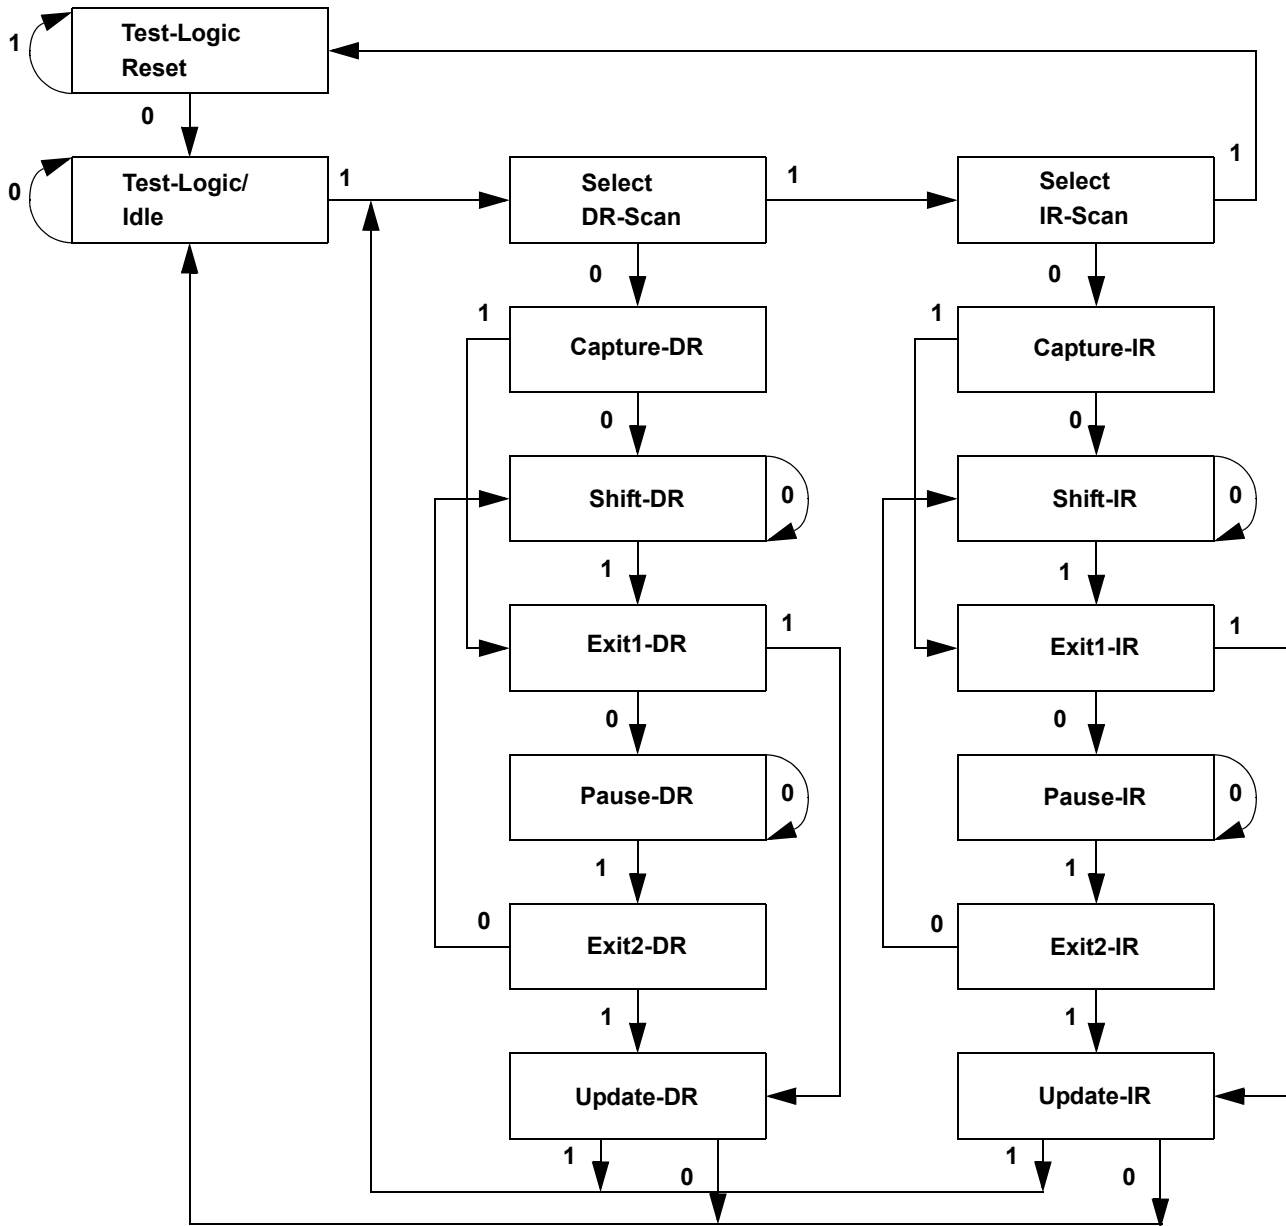 Test-Logic
Reset
1
0
Test-Logic/
Idle
0
1
Select
DR-Scan
1
Select
IR-Scan
1
0
0
1
Capture-DR
1
Capture-IR
0
0
Shift-DR
0
Shift-IR
0
1
1
Exit1-DR
1
Exit1-IR
1
0
0
Pause-DR
0
Pause-IR
0
1
1
0
Exit2-DR
0
Exit2-IR
1
1
Update-DR
Update-IR
1
0
1
0